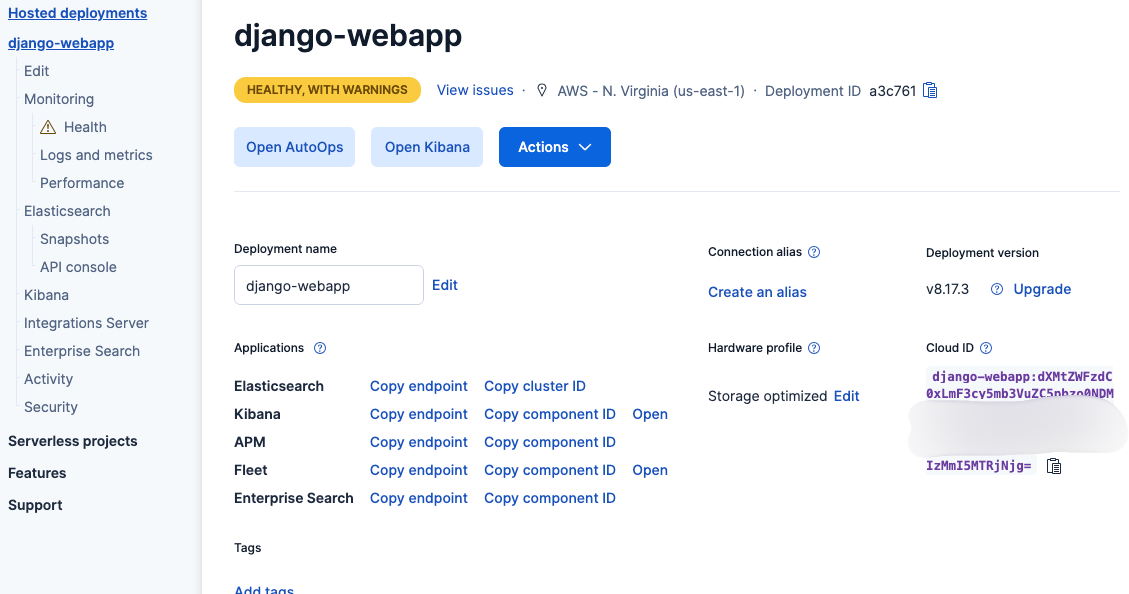 Hosted deployments
django-webapp
Edit
Monitoring
Health
Logs and metrics
Performance
Elasticsearch
Snapshots
API console
Kibana
Integrations Server
Enterprise Search
Activity
Security
Serverless projects
Features
Support
django-webapp
HEALTHY, WITH WARNINGS View issues · AWS - N. Virginia (us-east-1) · Deployment ID a3c761
Open AutoOps Open Kibana Actions
Deployment name
django-webapp Edit
Connection alias
Create an alias
Deployment version
v8.17.3 Upgrade
Applications
Elasticsearch Copy endpoint Copy cluster ID
Kibana Copy endpoint Copy component ID Open
APM Copy endpoint Copy component ID
Fleet Copy endpoint Copy component ID Open
Enterprise Search Copy endpoint Copy component ID
Hardware profile
Storage optimized Edit
Cloud ID
django-webapp:dXMtZWFzdC
IzMmI5MTRjNjg=
Tags
Add tags